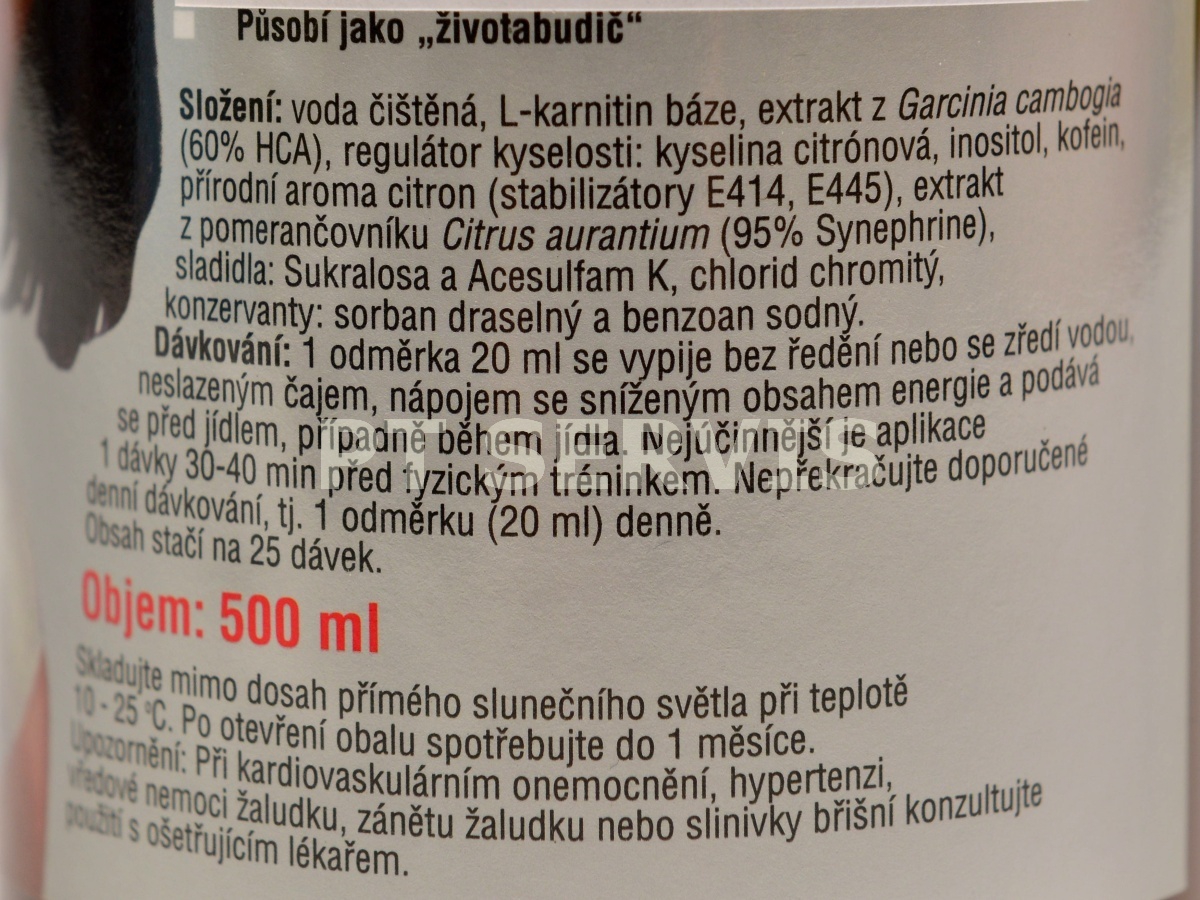 Působí jako „životabudič“
Složení: voda čištěná, L-karnitin báze, extrakt z Garcinia cambogia
(60% HCA), regulátor kyselosti: kyselina citrónová, inositol, kofein,
přírodní aroma citron (stabilizátory E414, E445), extrakt
z pomerančovníku Citrus aurantium (95% Synephrine),
sladidla: Sukralosa a Acesulfam K, chlorid chromitý,
konzervanty: sorban draselný a benzoan sodný.
Dávkování: 1 odměrka 20 ml se vypije bez ředění nebo se zředí vodou,
neslazeným čajem, nápojem se sníženým obsahem energie a podává
se před jídlem, případně během jídla. Nejúčinnější je aplikace
1 dávky 30-40 min před fyzickým tréninkem. Nepřekračujte doporučené
denní dávkování, tj. 1 odměrku (20 ml) denně.
Obsah stačí na 25 dávek.
Objem: 500 ml
Skladujte mimo dosah přímého slunečního světla při teplotě
10 - 25 °C. Po otevření obalu spotřebujte do 1 měsíce.
Upozornění: Při kardiovaskulárním onemocnění, hypertenzi,
vředové nemoci žaludku, zánětu žaludku nebo slinivky břišní konzultujte
použití s ošetřujícím lékařem.
PT SERVIS